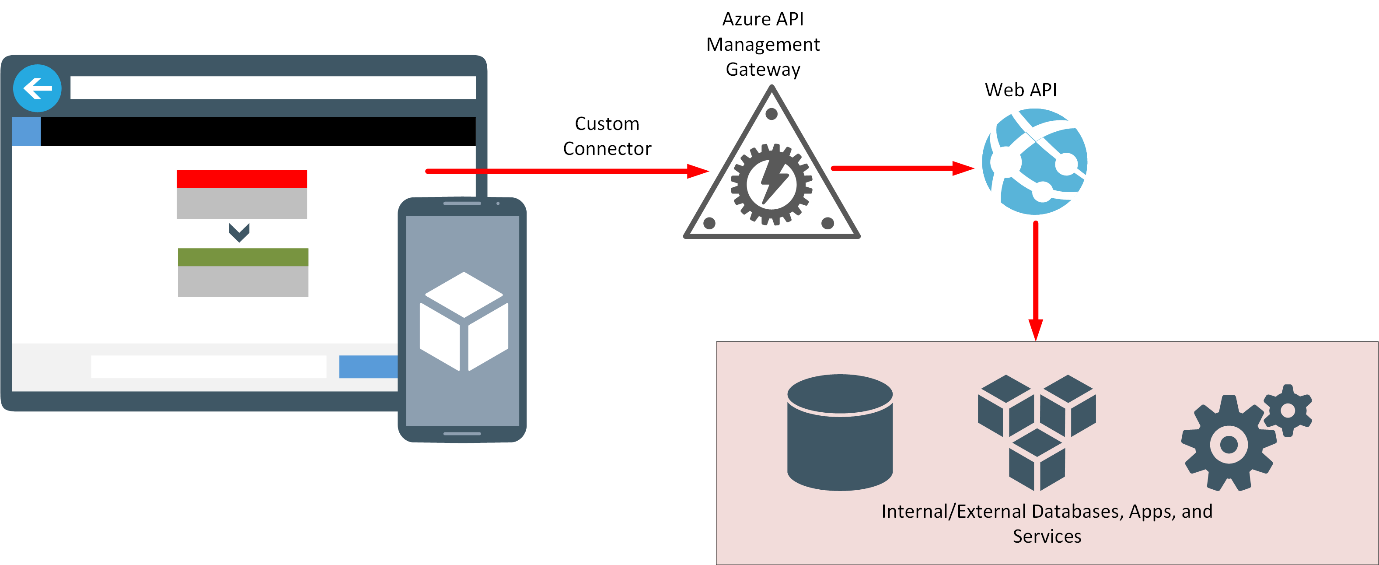 Azure API
Management
Gateway
Web API
Custom
Connector
Internal/External Databases, Apps, and
Services